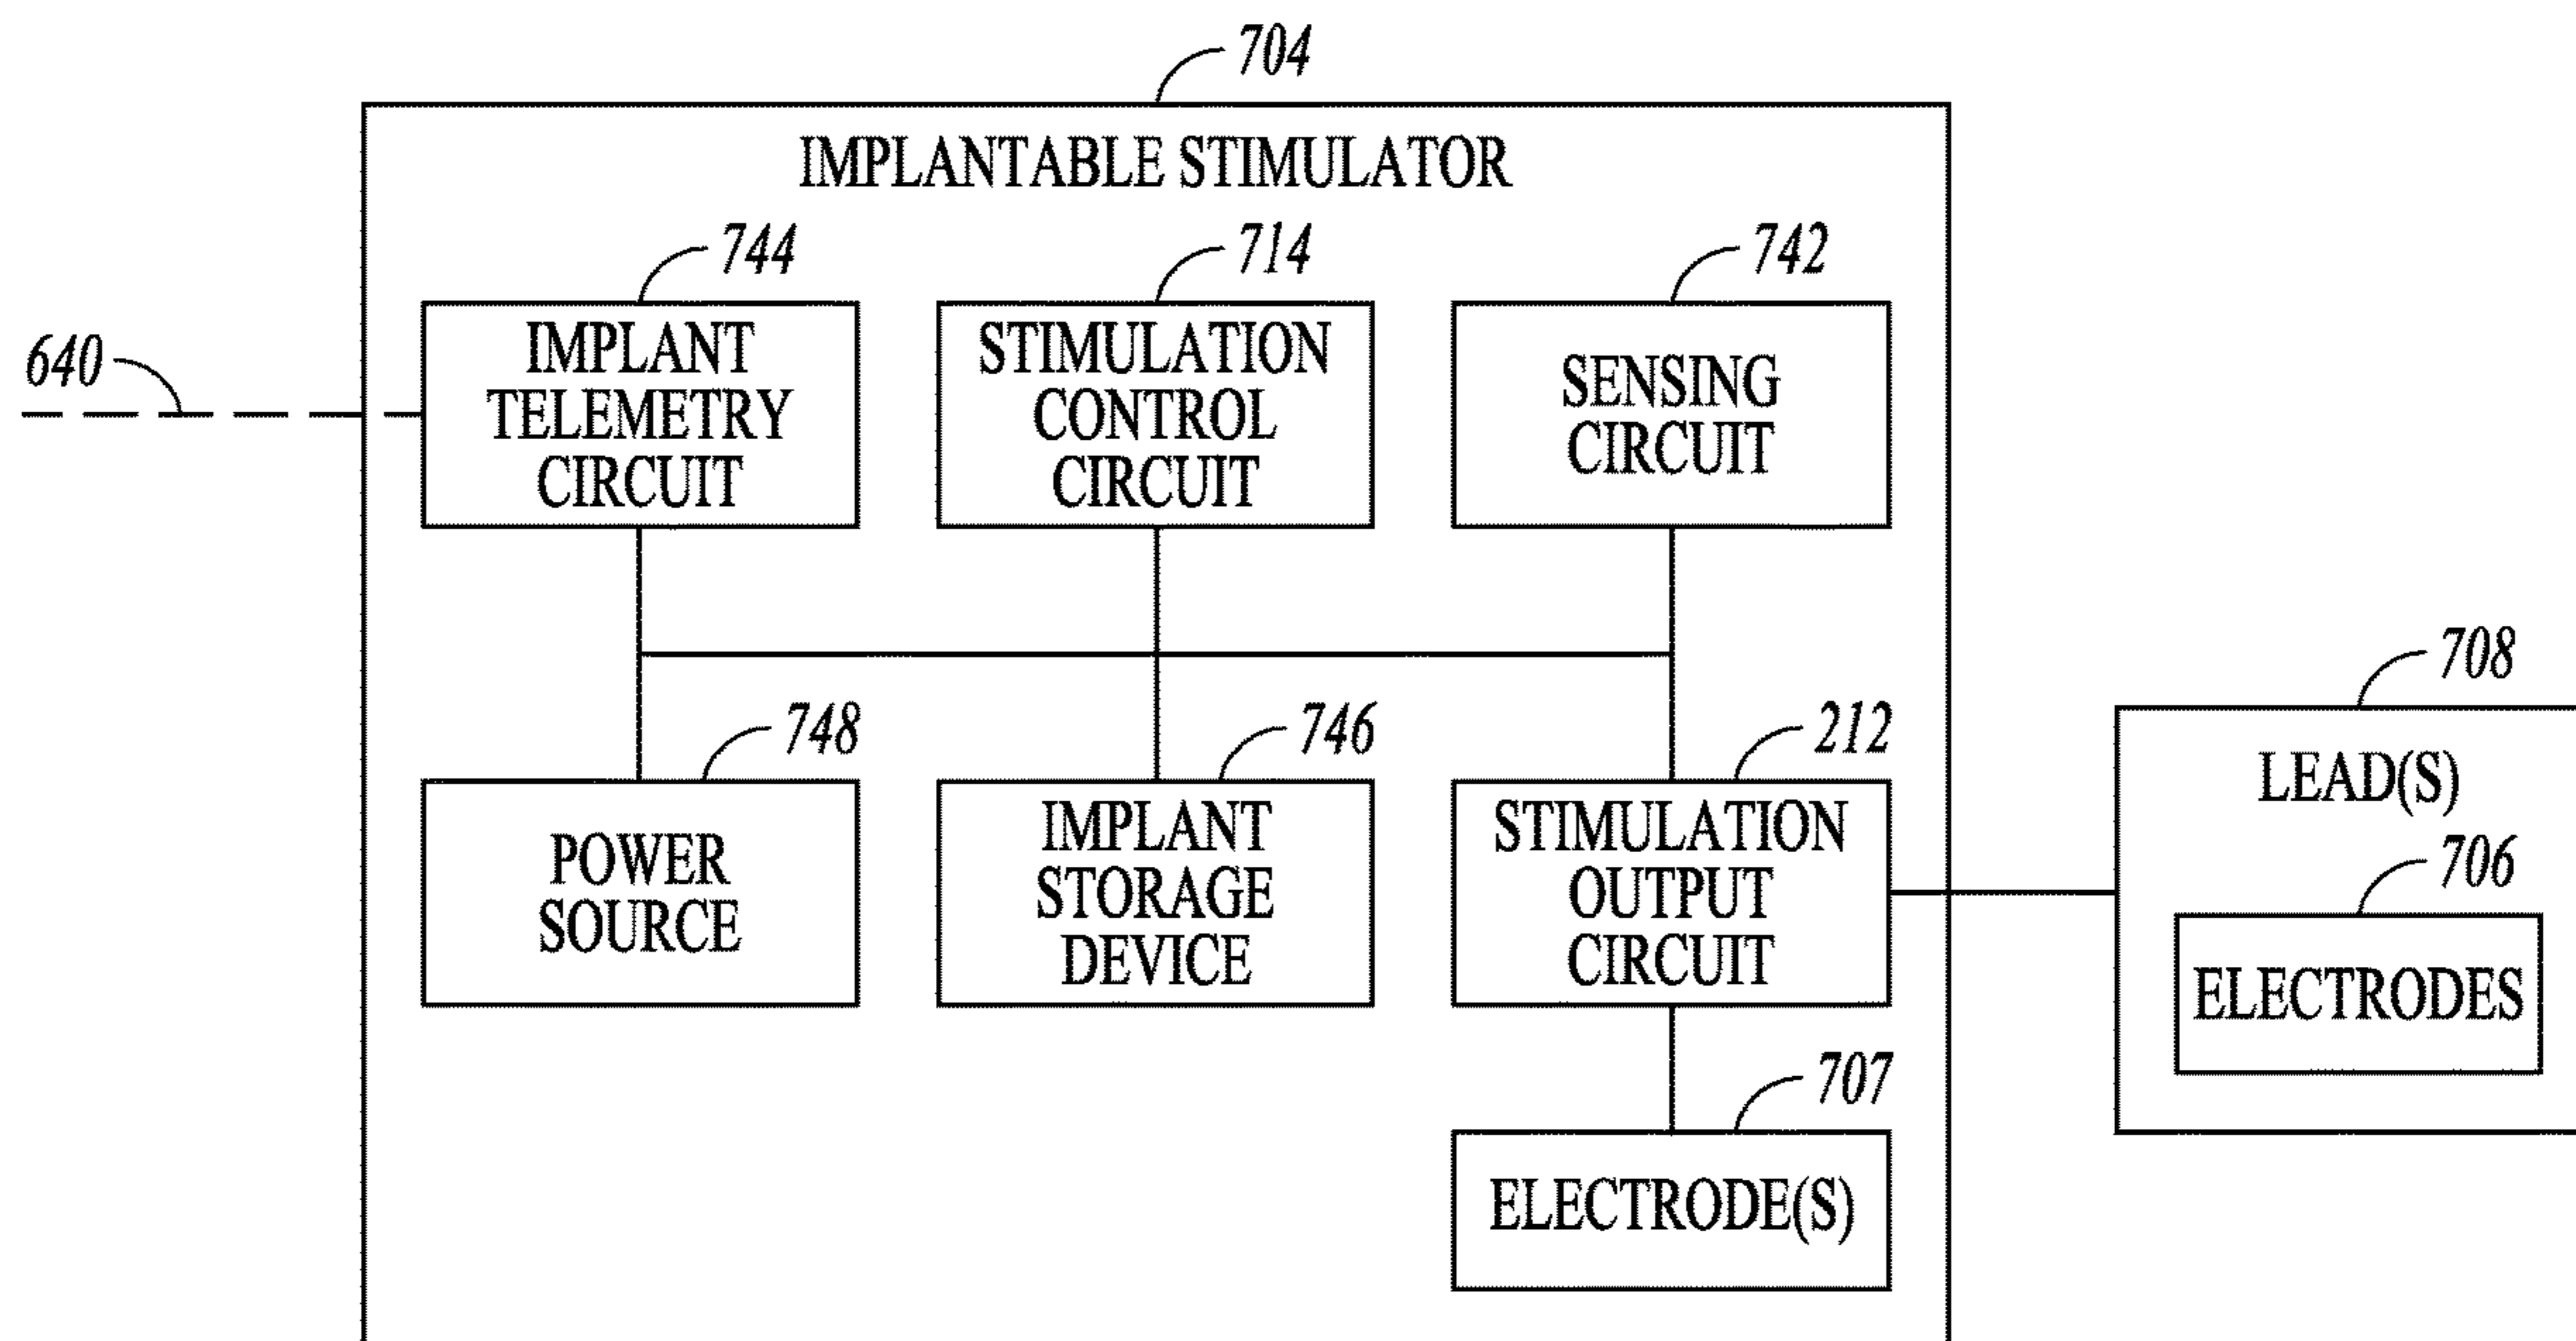 704
IMPLANTABLE STIMULATOR
744
714
742
640
IMPLANT
TELEMETRY
CIRCUIT
STIMULATION
CONTROL
CIRCUIT
SENSING
CIRCUIT
748
746
212
708
POWER
SOURCE
IMPLANT
STORAGE
DEVICE
STIMULATION
OUTPUT
CIRCUIT
LEAD(S)
706
ELECTRODES
707
ELECTRODE(S)